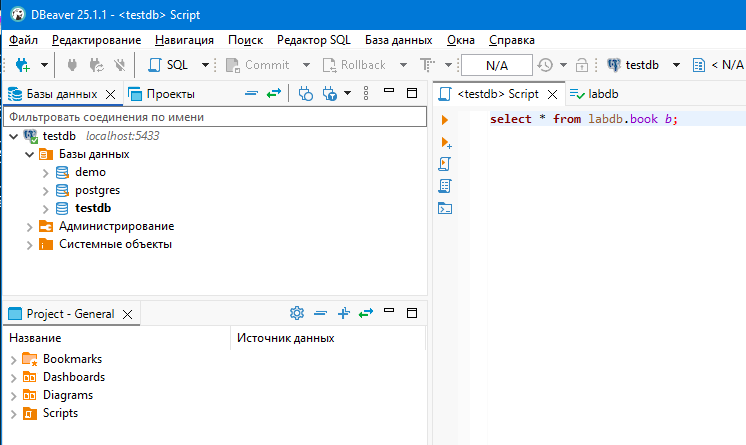 DBeaver 25.1.1 - <testdb> Script
Файл Редактирование Навигация Поиск Редактор SQL База данных Окна Справка
SQL Commit Rollback N/A testdb < N/A
Базы данных Проекты
Фильтровать соединения по имени
testdb localhost:5433
Базы данных
demo
postgres
testdb
Администрирование
Системные объекты
<testdb> Script labdb
select * from labdb.book b;
Project - General
Название Источник данных
Bookmarks
Dashboards
Diagrams
Scripts